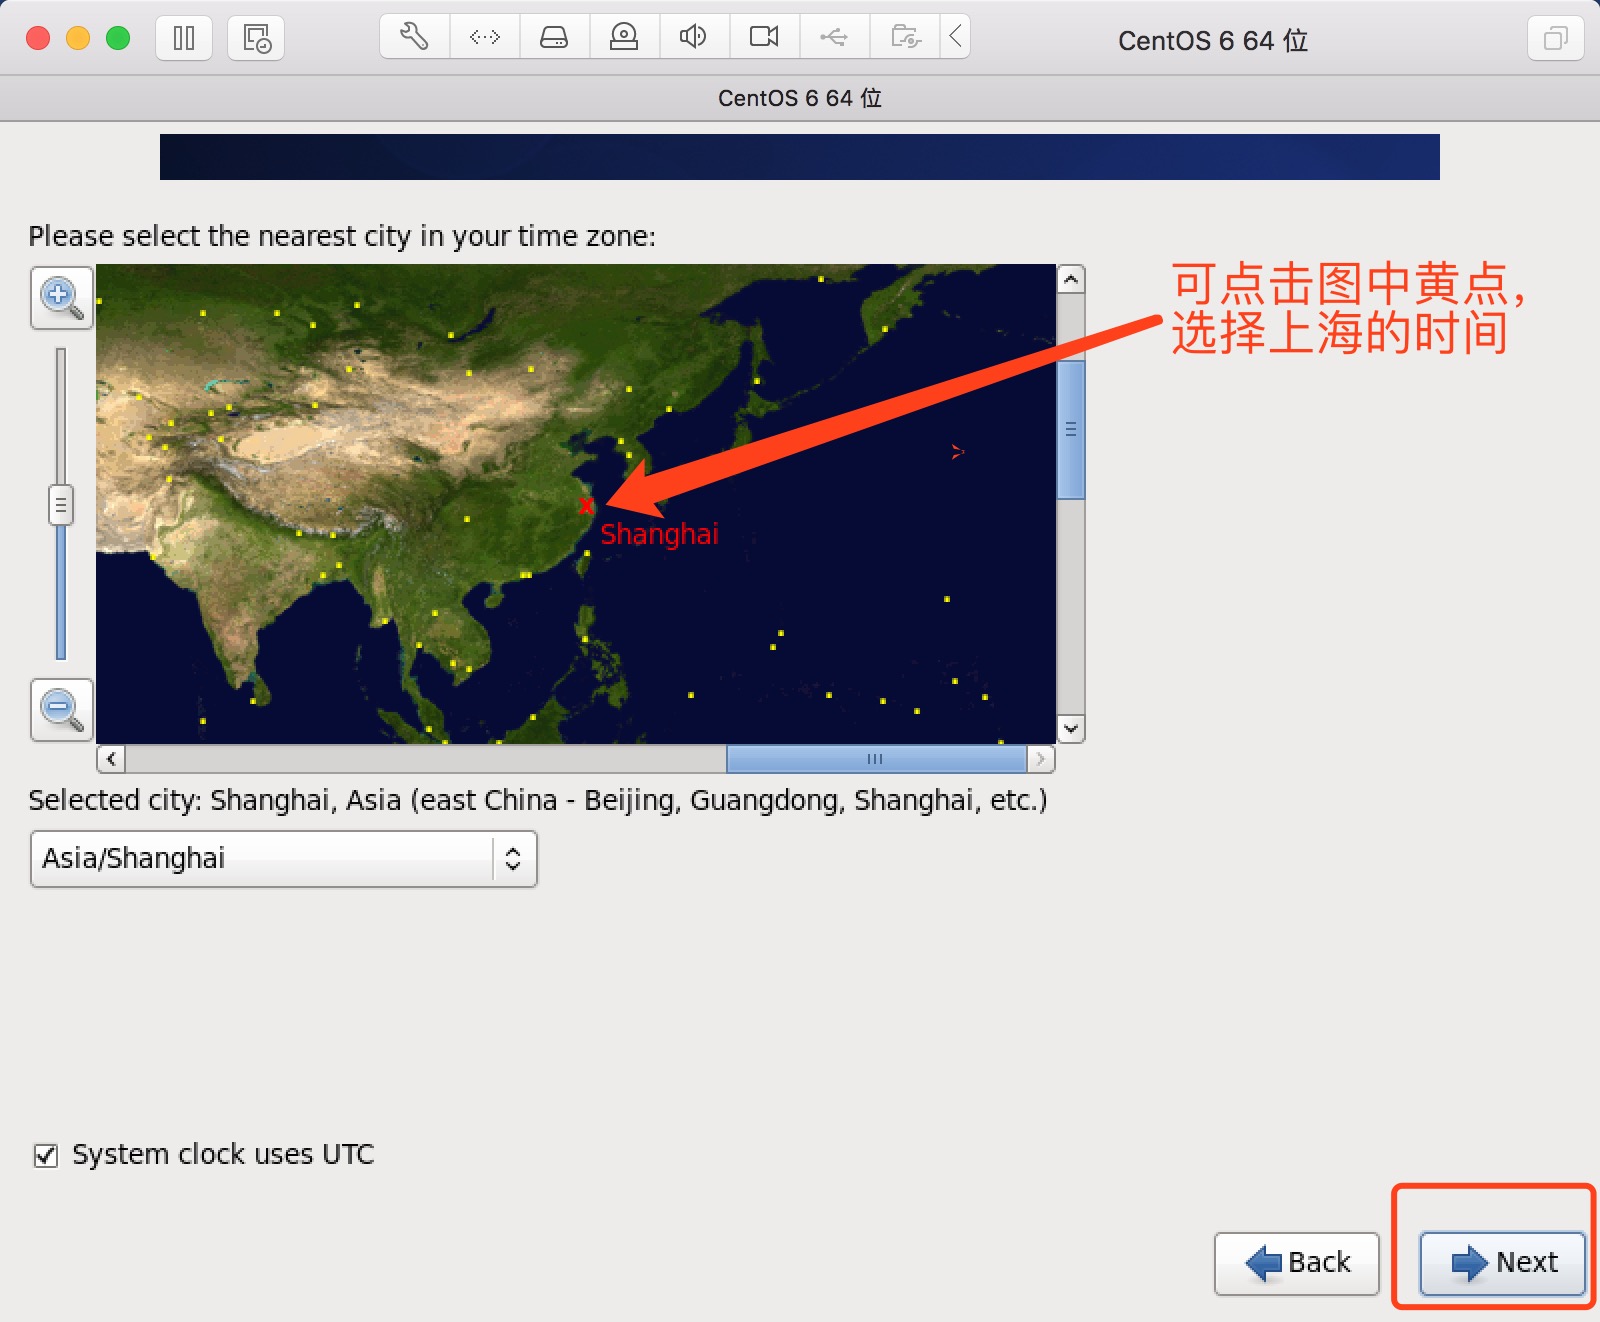 CentOS 6 64 位
CentOS 6 64 位
Please select the nearest city in your time zone:
可点击图中黄点，
选择上海的时间
Shanghai
Selected city: Shanghai, Asia (east China - Beijing, Guangdong, Shanghai, etc.)
Asia/Shanghai
System clock uses UTC
Back
Next